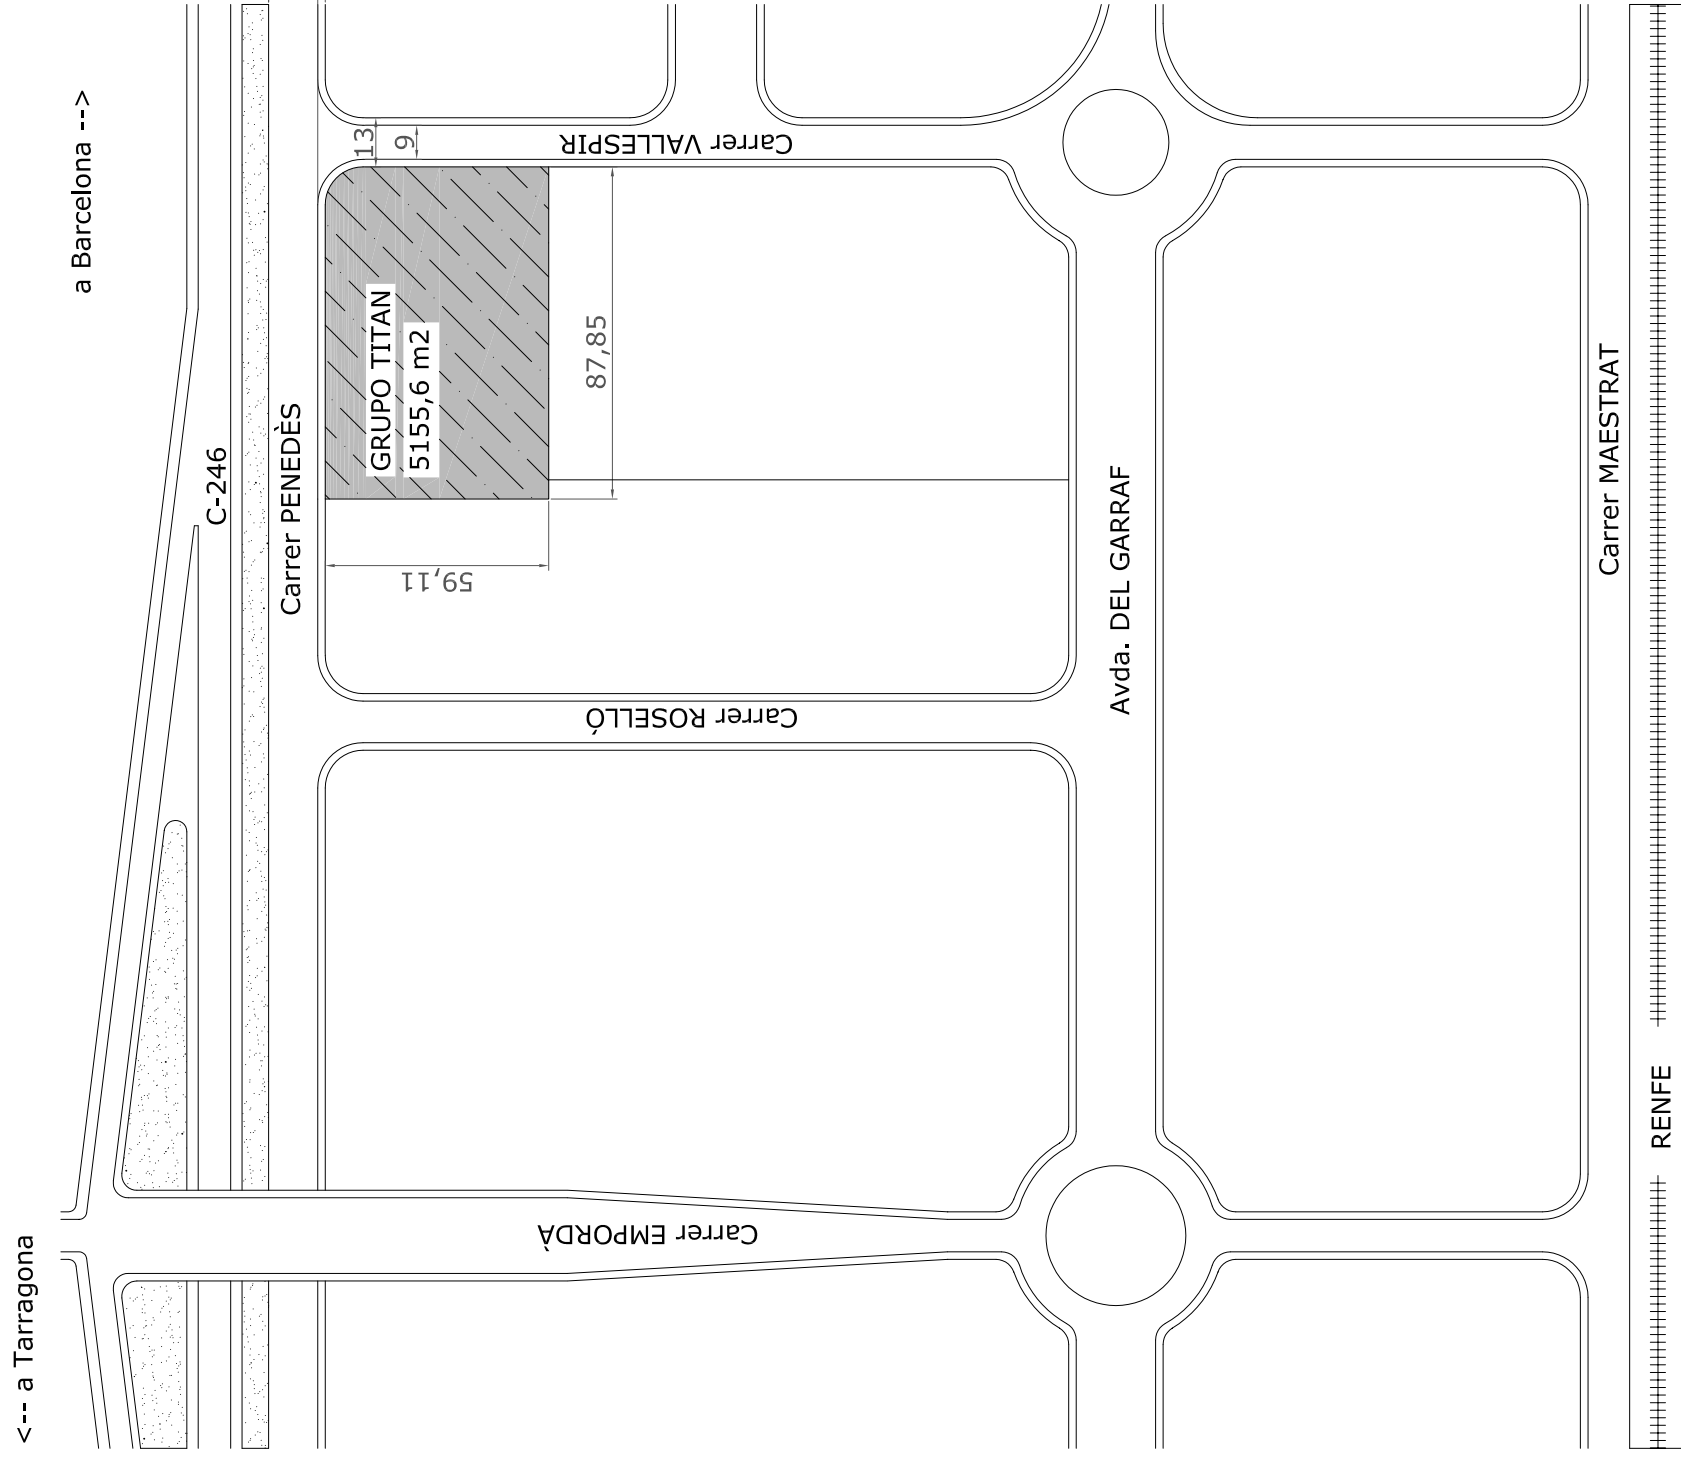 <-- a Tarragona
a Barcelona -->
C-246
Carrer PENEDÈS
GRUPO TITAN
5155,6 m2
13
9
87,85
59,11
Carrer VALLESPIR
Carrer ROSELLÓ
Carrer EMPORDÀ
Avda. DEL GARRAF
Carrer MAESTRAT
RENFE